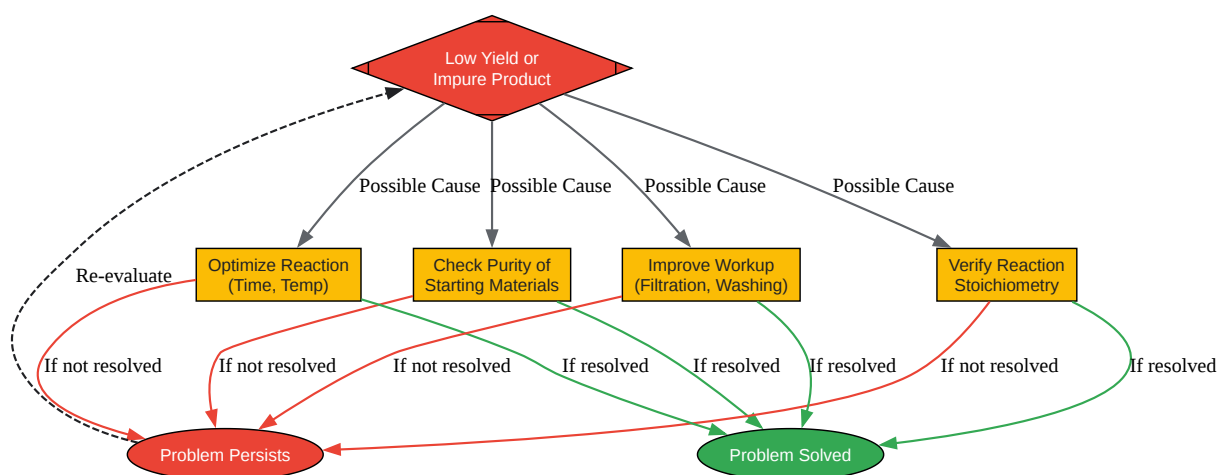 Low Yield or
Impure Product
Possible Cause
Possible Cause
Possible Cause
Possible Cause
Re-evaluate
Optimize Reaction
(Time, Temp)
Check Purity of
Starting Materials
Improve Workup
(Filtration, Washing)
Verify Reaction
Stoichiometry
If not resolved
If not resolved
If not resolved
If resolved
If resolved
If resolved
If not resolved
If resolved
Problem Persists
Problem Solved